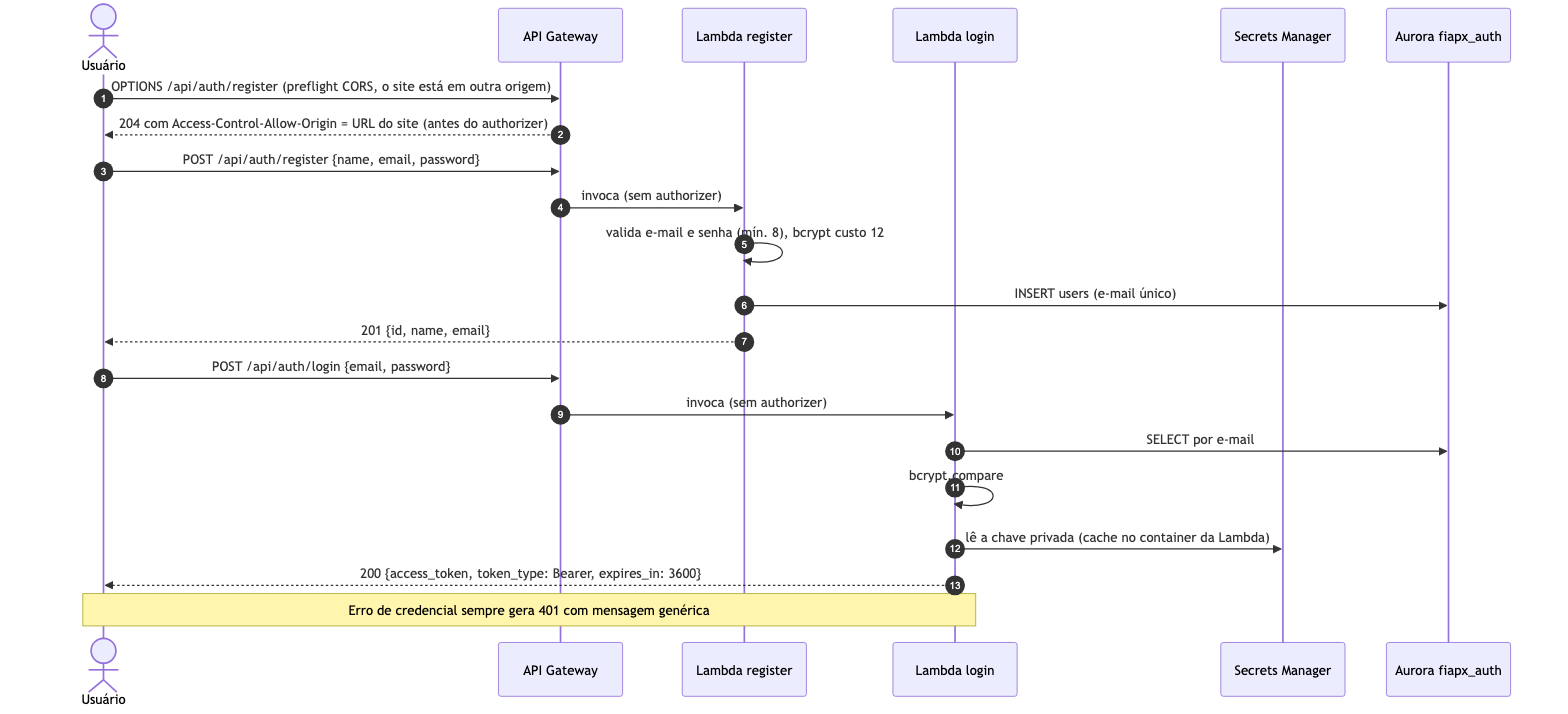 API Gateway
Lambda register
Lambda login
Secrets Manager
Aurora fiapx_auth
Usuário
OPTIONS /api/auth/register (preflight CORS, o site está em outra origem)
1
204 com Access-Control-Allow-Origin = URL do site (antes do authorizer)
2
POST /api/auth/register {name, email, password}
3
invoca (sem authorizer)
4
valida e-mail e senha (mín. 8), bcrypt custo 12
5
INSERT users (e-mail único)
6
201 {id, name, email}
7
POST /api/auth/login {email, password}
8
invoca (sem authorizer)
9
SELECT por e-mail
10
bcrypt.compare
11
lê a chave privada (cache no container da Lambda)
12
200 {access_token, token_type: Bearer, expires_in: 3600}
13
Erro de credencial sempre gera 401 com mensagem genérica
API Gateway
Lambda register
Lambda login
Secrets Manager
Aurora fiapx_auth
Usuário